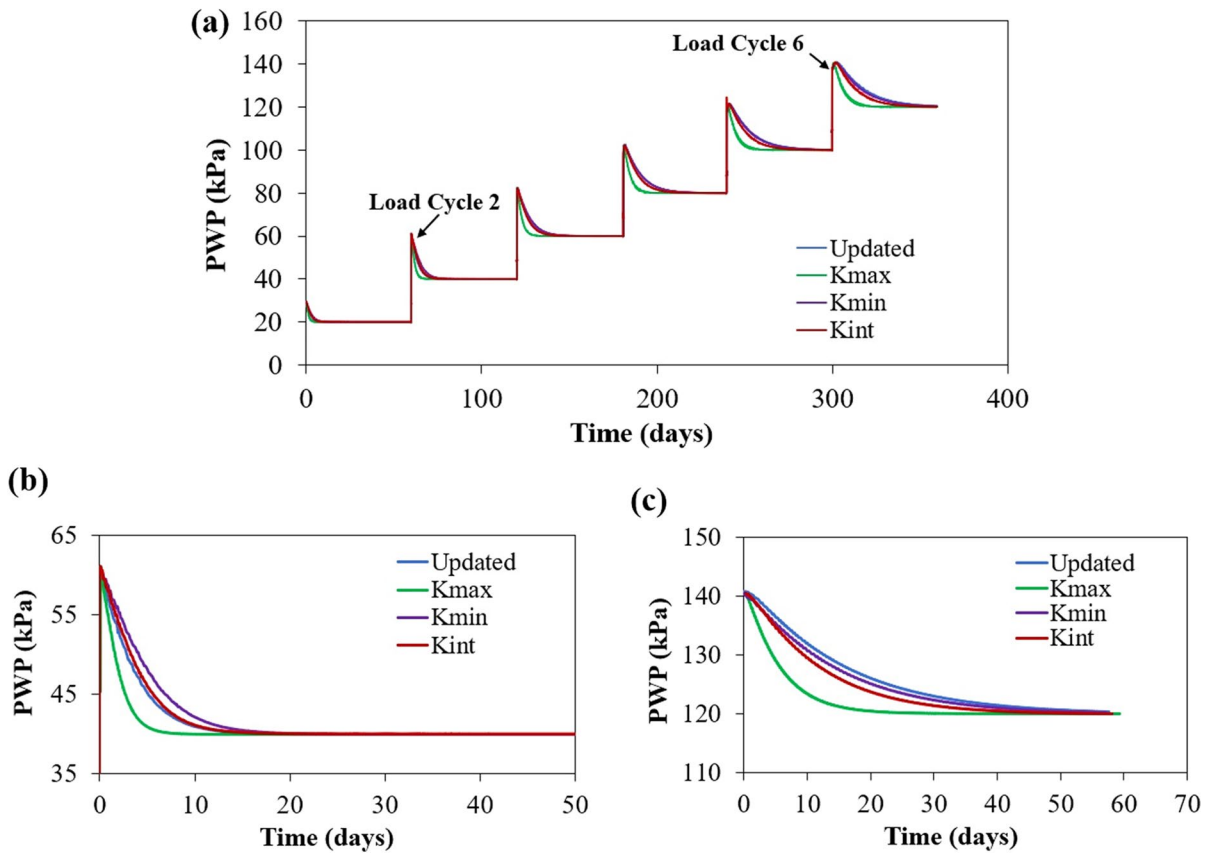 (a)
160
140
120
100
80
60
40
20
0
PWP (kPa)
Load Cycle 6
Load Cycle 2
Updated
Kmax
Kmin
Kint
0
100
200
300
400
Time (days)
(b)
65
55
45
35
PWP (kPa)
Updated
Kmax
Kmin
Kint
0
10
20
30
40
50
Time (days)
(c)
150
140
130
120
110
PWP (kPa)
Updated
Kmax
Kmin
Kint
0
10
20
30
40
50
60
70
Time (days)